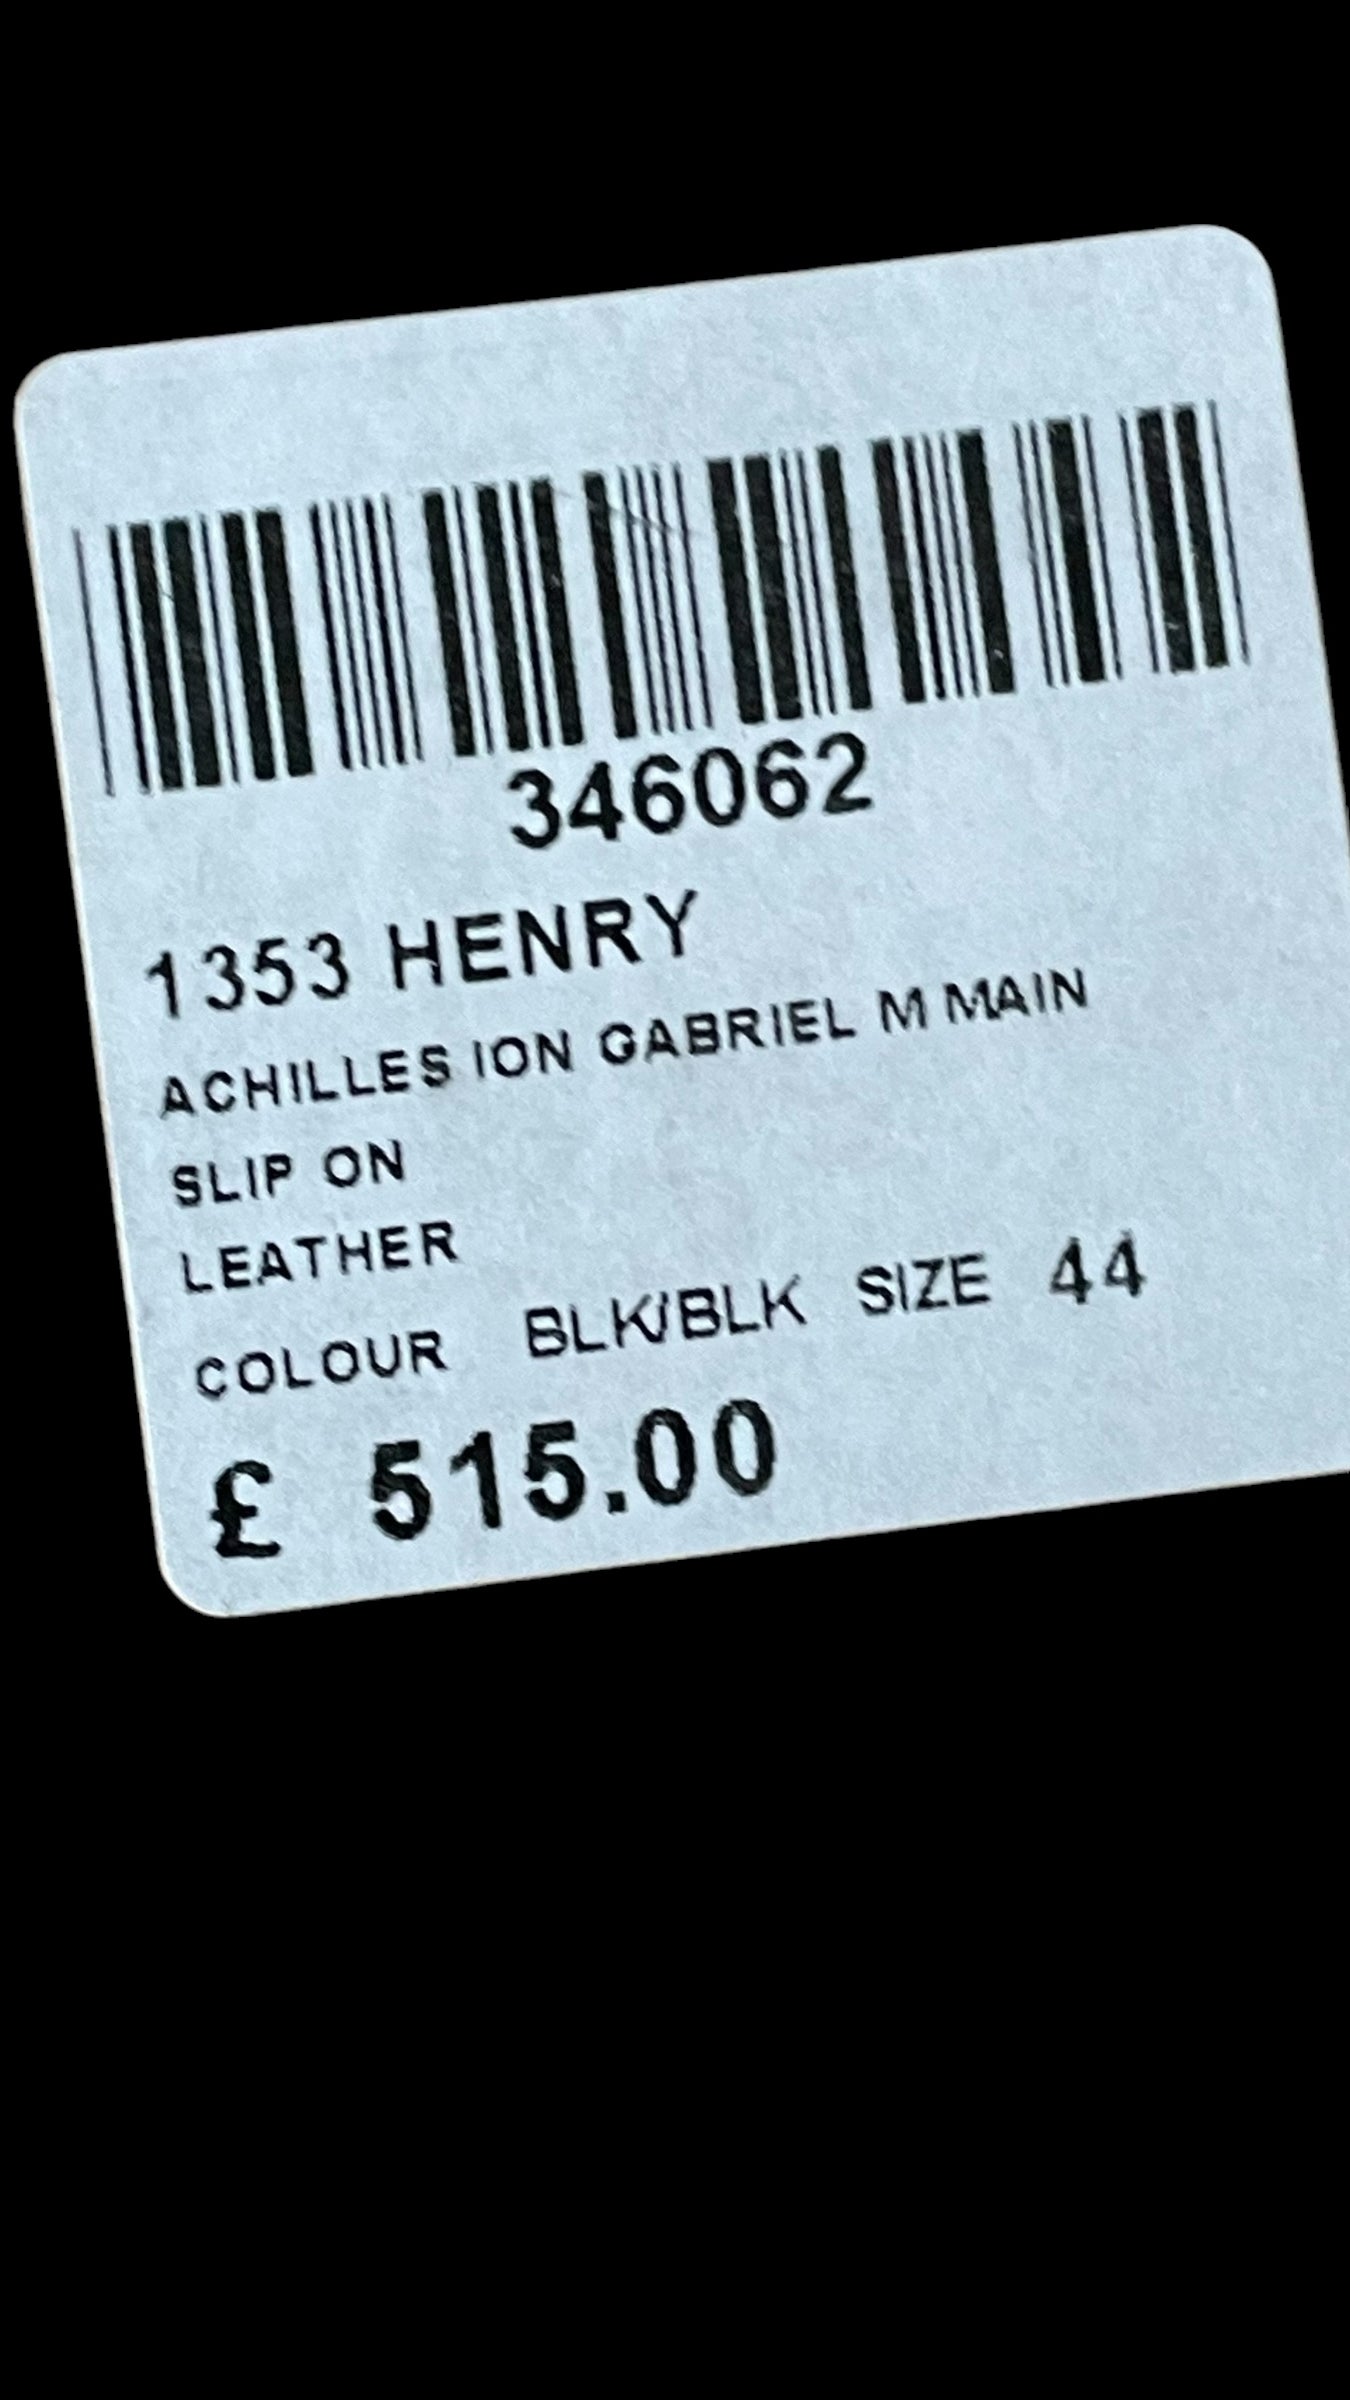 346062
1353 HENRY
ACHILLES ION GABRIEL M MAIN
SLIP ON
LEATHER
COLOUR BLK/BLK SIZE 44
£ 515.00